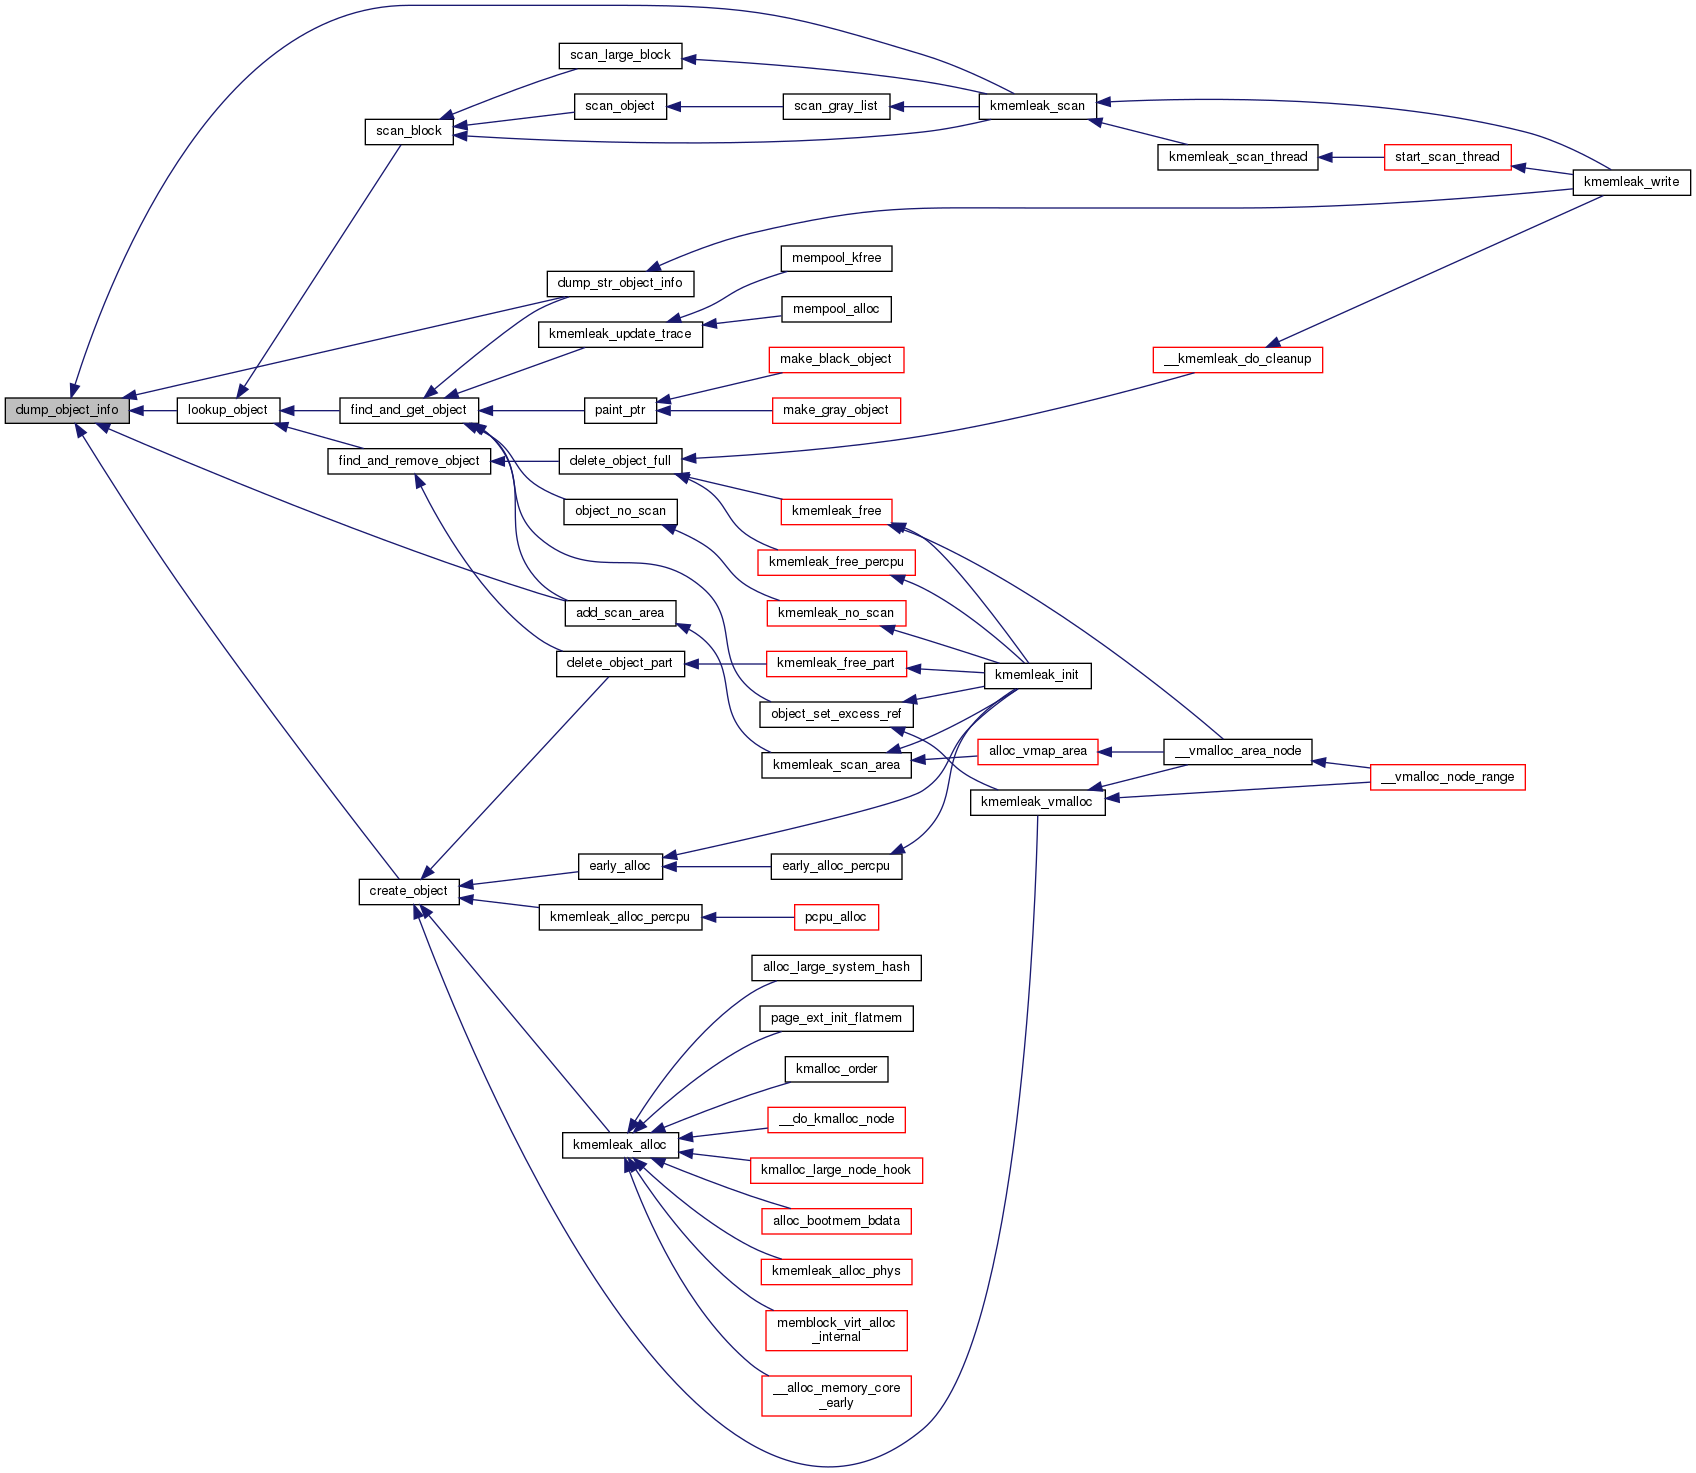 scan_large_block
scan_object
scan_gray_list
kmemleak_scan
scan_block
kmemleak_scan_thread
start_scan_thread
kmemleak_write
mempool_kfree
dump_str_object_info
mempool_alloc
kmemleak_update_trace
make_black_object
__kmemleak_do_cleanup
dump_object_info
lookup_object
find_and_get_object
paint_ptr
make_gray_object
find_and_remove_object
delete_object_full
object_no_scan
kmemleak_free
kmemleak_free_percpu
add_scan_area
kmemleak_no_scan
delete_object_part
kmemleak_free_part
kmemleak_init
object_set_excess_ref
kmemleak_scan_area
alloc_vmap_area
__vmalloc_area_node
__vmalloc_node_range
kmemleak_vmalloc
early_alloc
early_alloc_percpu
create_object
kmemleak_alloc_percpu
pcpu_alloc
alloc_large_system_hash
page_ext_init_flatmem
kmalloc_order
__do_kmalloc_node
kmemleak_alloc
kmalloc_large_node_hook
alloc_bootmem_bdata
kmemleak_alloc_phys
memblock_virt_alloc
_internal
__alloc_memory_core
_early